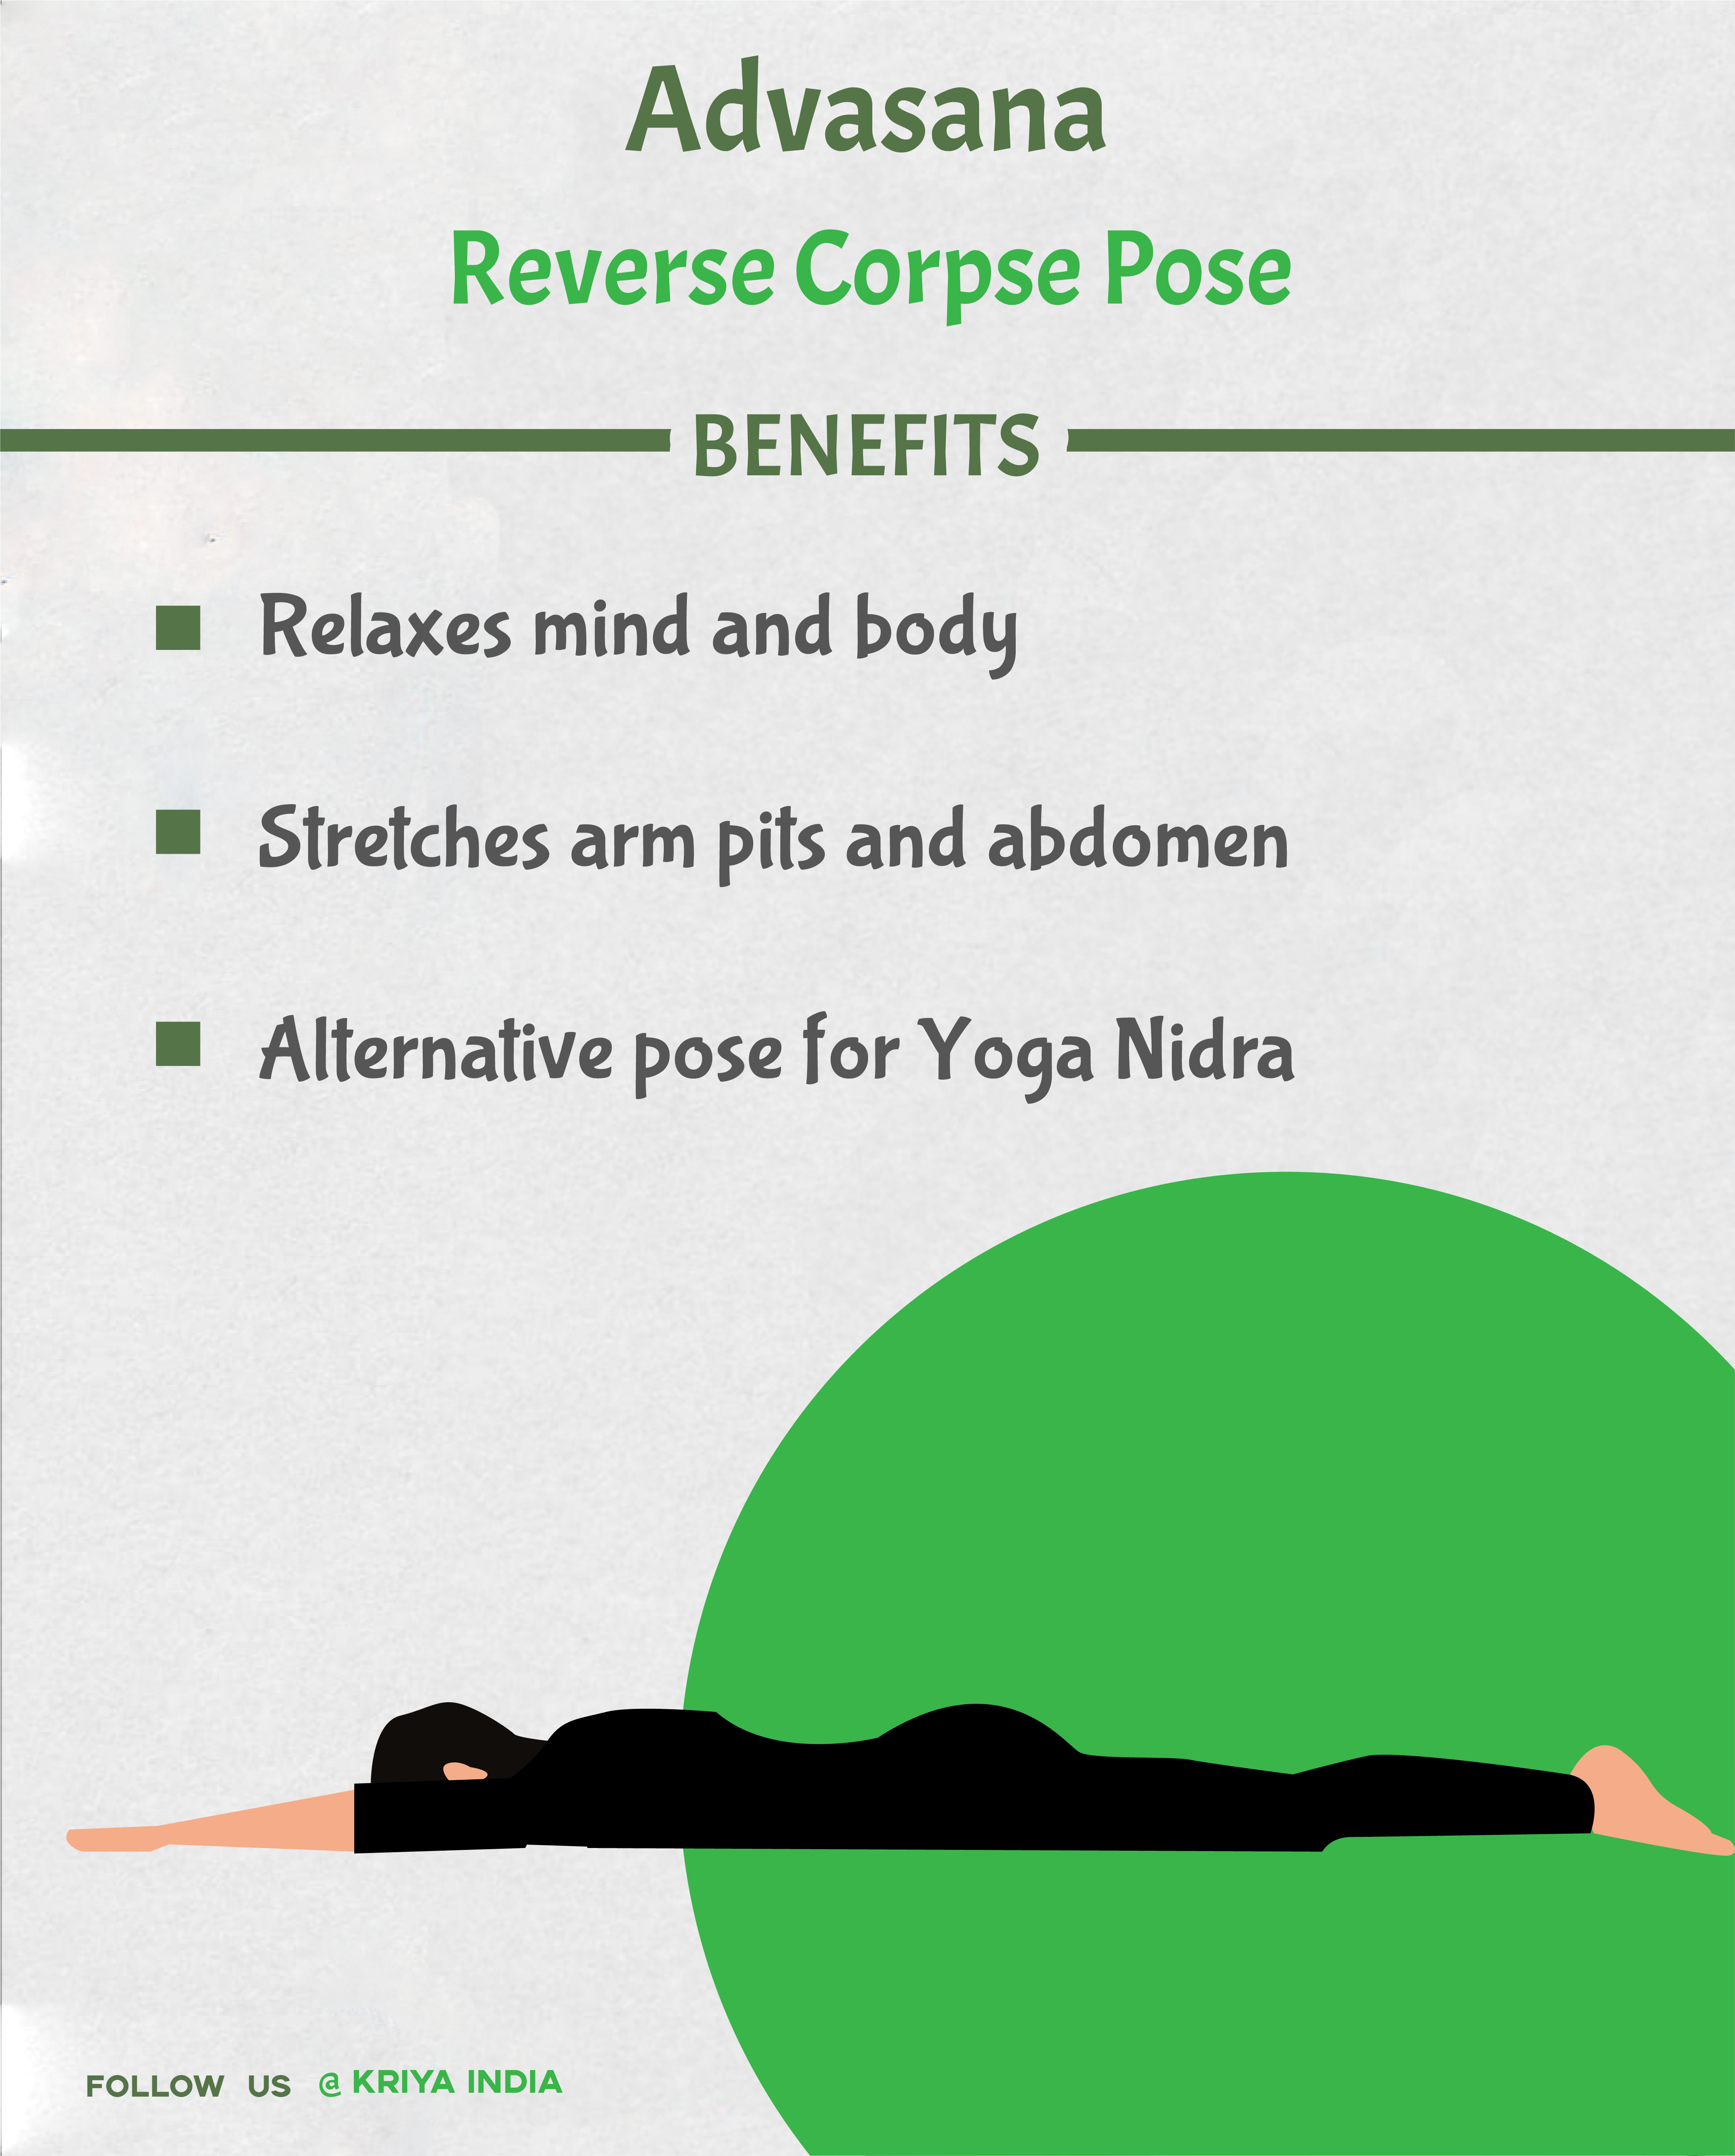 Advasana
Reverse Corpse Pose
BENEFITS
Relaxes mind and body
Stretches arm pits and abdomen
Alternative pose for Yoga Nidra
FOLLOW US @ KRIYA INDIA